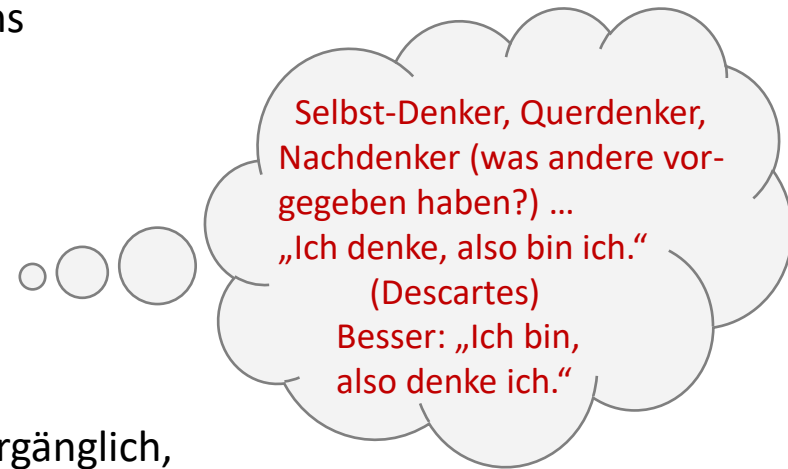 ns
Selbst-Denker, Querdenker,
Nachdenker (was andere vor-
gegeben haben?) ...
„Ich denke, also bin ich.“
(Descartes)
Besser: „Ich bin,
also denke ich.“
rgänglich,